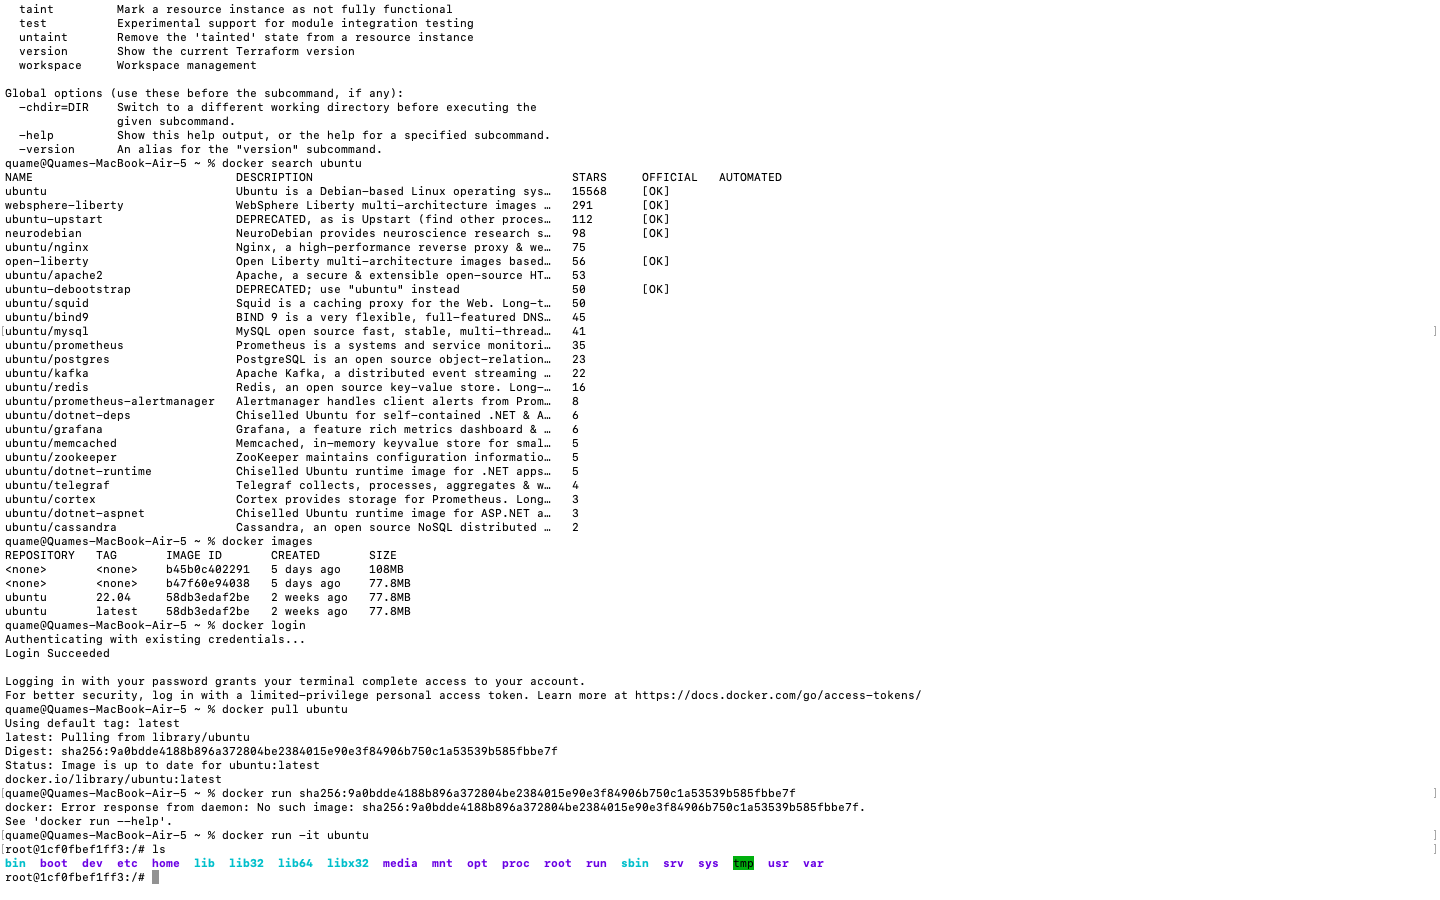 taint         Mark a resource instance as not fully functional
  test          Experimental support for module integration testing
  untaint       Remove the 'tainted' state from a resource instance
  version       Show the current Terraform version
  workspace     Workspace management

Global options (use these before the subcommand, if any):
  -chdir=DIR    Switch to a different working directory before executing the
                given subcommand.
  -help         Show this help output, or the help for a specified subcommand.
  -version      An alias for the "version" subcommand.
quame@Quames-MacBook-Air-5 ~ % docker search ubuntu
NAME                             DESCRIPTION                                     STARS     OFFICIAL   AUTOMATED
ubuntu                           Ubuntu is a Debian-based Linux operating sys…   15568     [OK]
websphere-liberty                WebSphere Liberty multi-architecture images …   291       [OK]
ubuntu-upstart                   DEPRECATED, as is Upstart (find other proces…   112       [OK]
neurodebian                      NeuroDebian provides neuroscience research s…   98        [OK]
ubuntu/nginx                     Nginx, a high-performance reverse proxy & we…   75
open-liberty                     Open Liberty multi-architecture images based…   56        [OK]
ubuntu/apache2                   Apache, a secure & extensible open-source HT…   53
ubuntu-debootstrap               DEPRECATED; use "ubuntu" instead                50        [OK]
ubuntu/squid                     Squid is a caching proxy for the Web. Long-t…   50
ubuntu/bind9                     BIND 9 is a very flexible, full-featured DNS…   45
[ubuntu/mysql                     MySQL open source fast, stable, multi-thread…   41 ]
ubuntu/prometheus                Prometheus is a systems and service monitori…   35
ubuntu/postgres                  PostgreSQL is an open source object-relation…   23
ubuntu/kafka                     Apache Kafka, a distributed event streaming …   22
ubuntu/redis                     Redis, an open source key-value store. Long-…   16
ubuntu/prometheus-alertmanager   Alertmanager handles client alerts from Prom…   8
ubuntu/dotnet-deps               Chiselled Ubuntu for self-contained .NET & A…   6
ubuntu/grafana                   Grafana, a feature rich metrics dashboard & …   6
ubuntu/memcached                 Memcached, in-memory keyvalue store for smal…   5
ubuntu/zookeeper                 ZooKeeper maintains configuration informatio…   5
ubuntu/dotnet-runtime            Chiselled Ubuntu runtime image for .NET apps…   5
ubuntu/telegraf                  Telegraf collects, processes, aggregates & w…   4
ubuntu/cortex                    Cortex provides storage for Prometheus. Long…   3
ubuntu/dotnet-aspnet             Chiselled Ubuntu runtime image for ASP.NET a…   3
ubuntu/cassandra                 Cassandra, an open source NoSQL distributed …   2
quame@Quames-MacBook-Air-5 ~ % docker images
REPOSITORY   TAG       IMAGE ID       CREATED       SIZE
<none>       <none>    b45b0c402291   5 days ago    108MB
<none>       <none>    b47f60e94038   5 days ago    77.8MB
ubuntu       22.04     58db3edaf2be   2 weeks ago   77.8MB
ubuntu       latest    58db3edaf2be   2 weeks ago   77.8MB
quame@Quames-MacBook-Air-5 ~ % docker login
Authenticating with existing credentials...
Login Succeeded

Logging in with your password grants your terminal complete access to your account.
For better security, log in with a limited-privilege personal access token. Learn more at https://docs.docker.com/go/access-tokens/
quame@Quames-MacBook-Air-5 ~ % docker pull ubuntu
Using default tag: latest
latest: Pulling from library/ubuntu
Digest: sha256:9a0bdde4188b896a372804be2384015e90e3f84906b750c1a53539b585fbbe7f
Status: Image is up to date for ubuntu:latest
docker.io/library/ubuntu:latest
[quame@Quames-MacBook-Air-5 ~ % docker run sha256:9a0bdde4188b896a372804be2384015e90e3f84906b750c1a53539b585fbbe7f ]
docker: Error response from daemon: No such image: sha256:9a0bdde4188b896a372804be2384015e90e3f84906b750c1a53539b585fbbe7f.
See 'docker run --help'.
[quame@Quames-MacBook-Air-5 ~ % docker run -it ubuntu ]
[root@1cf0fbef1ff3:/# ls ]
bin  boot  dev  etc  home  lib  lib32  lib64  libx32  media  mnt  opt  proc  root  run  sbin  srv  sys  tmp  usr  var
root@1cf0fbef1ff3:/#